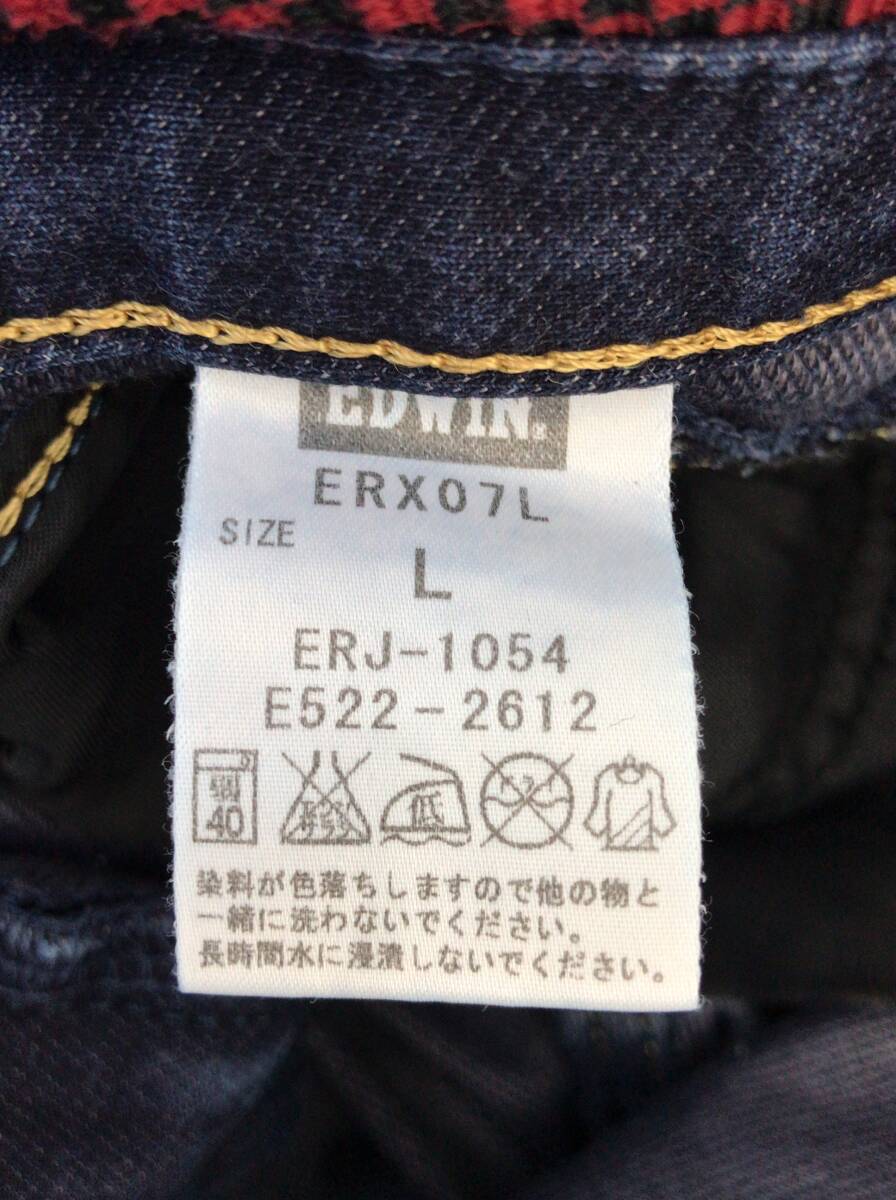 EDWIN
ERX07L
SIZE
L
ERJ-1054
E522-2612
40
低
染料が色落ちしますので他の物と
一緒に洗わないでください。
長時間水に浸漬しないでください。